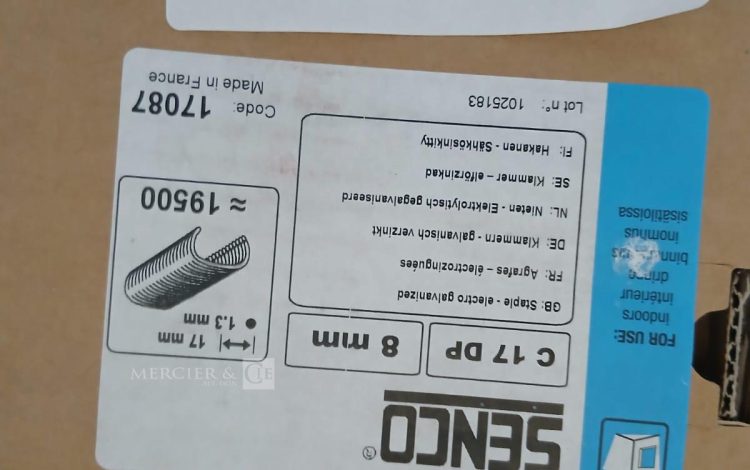 SENCO®
C 17 DP
8 mm
GB: Staple - electro galvanized
FR: Agrafes – électrozinguées
DE: Klammern - galvanisch verzinkt
NL: Nieten - Elektrolytisch gegalvaniseerd
SE: Klammer – elförzinkad
FI: Hakanen - Sähkösinkitty
Lot n°: 1025183
17 mm
1.3 mm
≈ 19500
Code: 17087
Made in France
FOR USE:
indoors
intérieur
drinne
inomhus
sisätiloissa
MERCIER & CIE